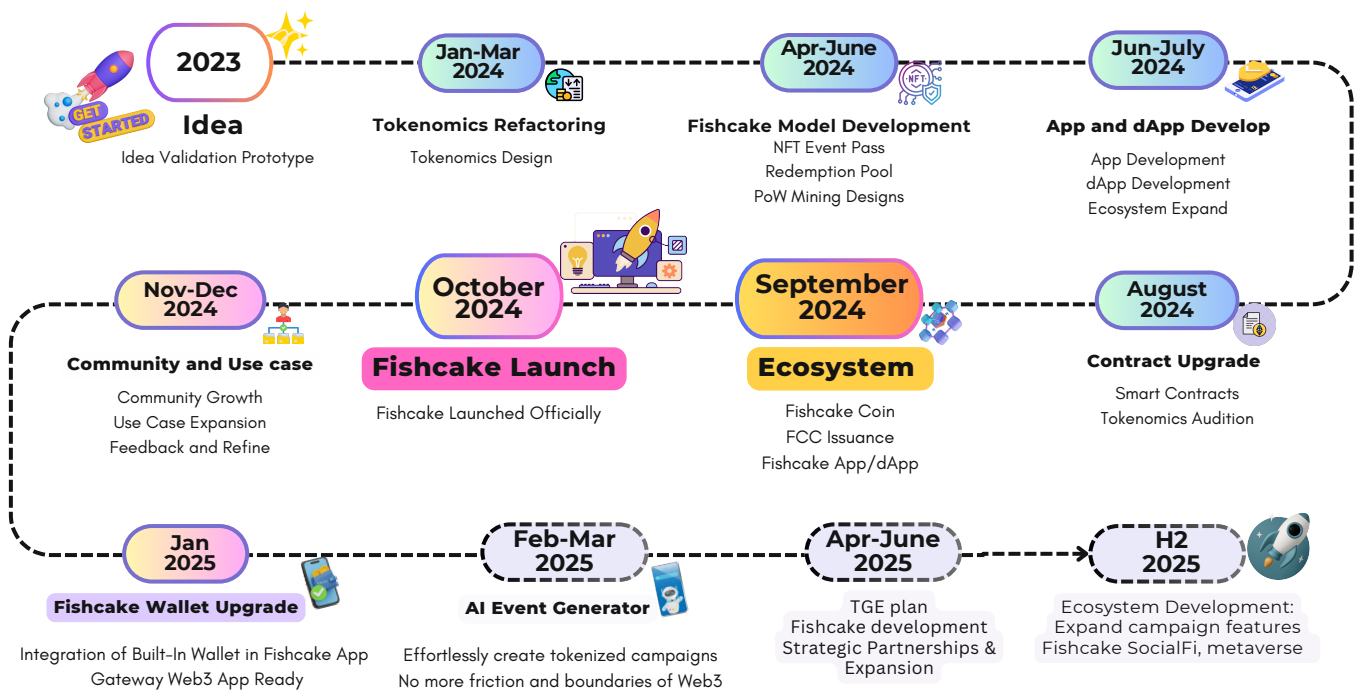 2023
GET
STARTED
Idea
Idea Validation Prototype
Jan-Mar
2024
Tokenomics Refactoring
Tokenomics Design
Apr-June
2024
NFT
Fishcake Model Development
NFT Event Pass
Redemption Pool
PoW Mining Designs
Jun-July
2024
App and dApp Develop
App Development
dApp Development
Ecosystem Expand
Nov-Dec
2024
Community and Use case
Community Growth
Use Case Expansion
Feedback and Refine
October
2024
Fishcake Launch
Fishcake Launched Officially
September
2024
Ecosystem
Fishcake Coin
FCC Issuance
Fishcake App/dApp
August
2024
Contract Upgrade
Smart Contracts
Tokenomics Audition
Jan
2025
Fishcake Wallet Upgrade
Integration of Built-In Wallet in Fishcake App
Gateway Web3 App Ready
Feb-Mar
2025
AI Event Generator
Effortlessly create tokenized campaigns
No more friction and boundaries of Web3
Apr-June
2025
TGE plan
Fishcake development
Strategic Partnerships &
Expansion
H2
2025
Ecosystem Development:
Expand campaign features
Fishcake SocialFi, metaverse